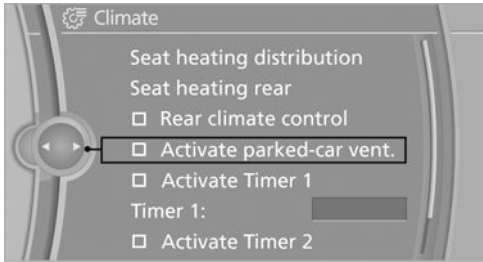 Climate
Seat heating distribution
Seat heating rear
Rear climate control
Activate parked-car vent.
Activate Timer 1
Timer 1:
Activate Timer 2